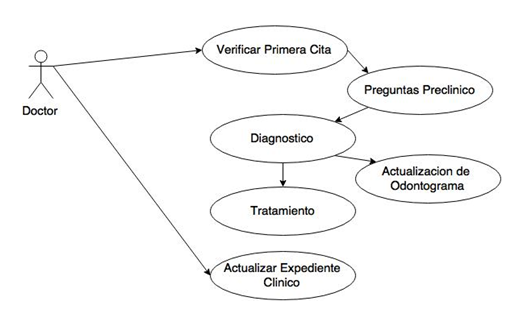 Verificar Primera Cita
Preguntas Preclinico
Doctor
Diagnostico
Actualizacion de
Odontograma
Tratamiento
Actualizar Expediente
Clinico